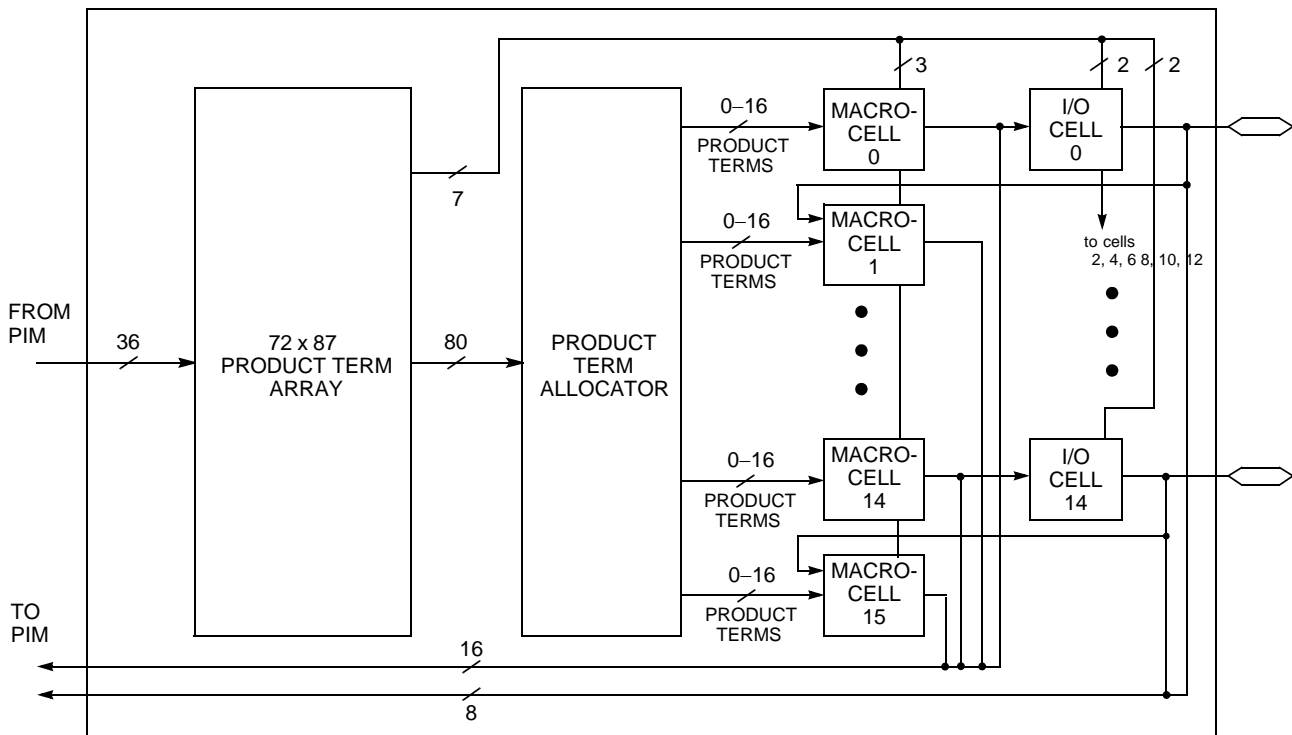 3
2
2
0–16
PRODUCT
TERMS
MACRO-
CELL
0
I/O
CELL
0
7
0–16
PRODUCT
TERMS
MACRO-
CELL
1
to cells
2, 4, 6 8, 10, 12
FROM
PIM
36
72 x 87
PRODUCT TERM
ARRAY
80
PRODUCT
TERM
ALLOCATOR
0–16
PRODUCT
TERMS
MACRO-
CELL
14
I/O
CELL
14
0–16
PRODUCT
TERMS
MACRO-
CELL
15
TO
PIM
16
8